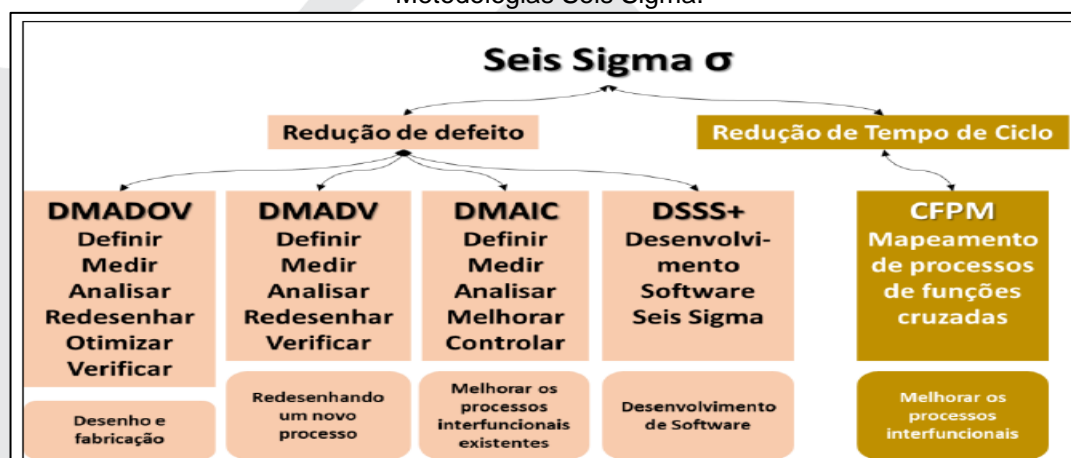 Metodologias Seis Sigma.
Seis Sigma σ
Redução de defeito
Redução de Tempo de Ciclo
DMADOV
Definir
Medir
Analisar
Redesenhar
Otimizar
Verificar
Desenho e
fabricação
DMADV
Definir
Medir
Analisar
Redesenhar
Verificar
Redesenhando
um novo
processo
DMAIC
Definir
Medir
Analisar
Melhorar
Controlar
Melhorar os
processos
interfuncionais
existentes
DSSS+
Desenvolvi-
mento
Software
Seis Sigma
Desenvolvimento
de Software
CFPM
Mapeamento
de processos
de funções
cruzadas
Melhorar os
processos
interfuncionais